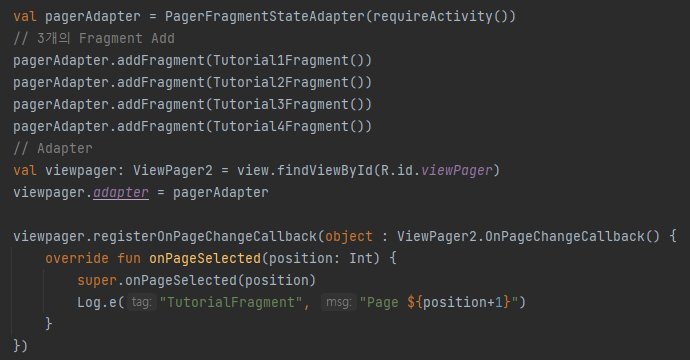 val pagerAdapter = PagerFragmentStateAdapter(requireActivity())
// 3개의 Fragment Add
pagerAdapter.addFragment(Tutorial1Fragment())
pagerAdapter.addFragment(Tutorial2Fragment())
pagerAdapter.addFragment(Tutorial3Fragment())
pagerAdapter.addFragment(Tutorial4Fragment())
// Adapter
val viewpager: ViewPager2 = view.findViewById(R.id.viewPager)
viewpager.adapter = pagerAdapter
viewpager.registerOnPageChangeCallback(object : ViewPager2.OnPageChangeCallback() {
override fun onPageSelected(position: Int) {
super.onPageSelected(position)
Log.e( tag: "TutorialFragment", msg: "Page ${position+1}")
}
})